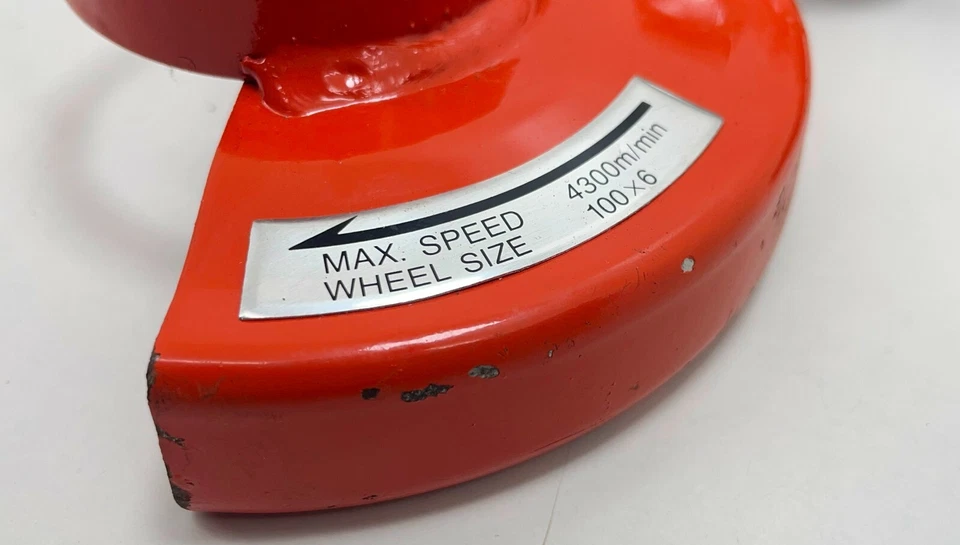 MAX. SPEED 4300m/min
WHEEL SIZE 100×6